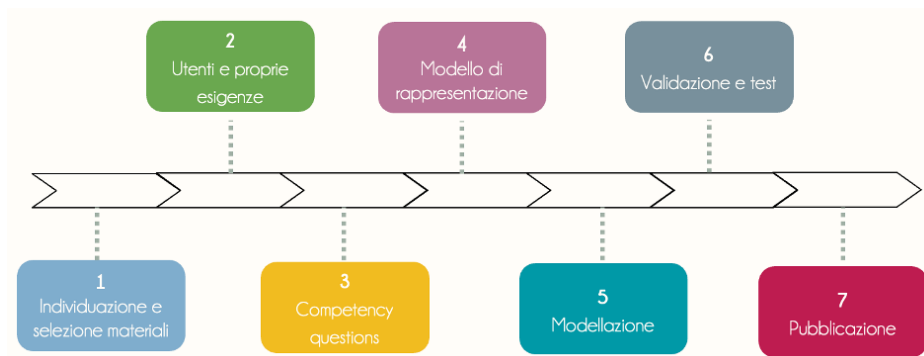 1
Individuazione e
selezione materiali
2
Utenti e proprie
esigenze
3
Competency
questions
4
Modello di
rappresentazione
5
Modellazione
6
Validazione e test
7
Pubblicazione